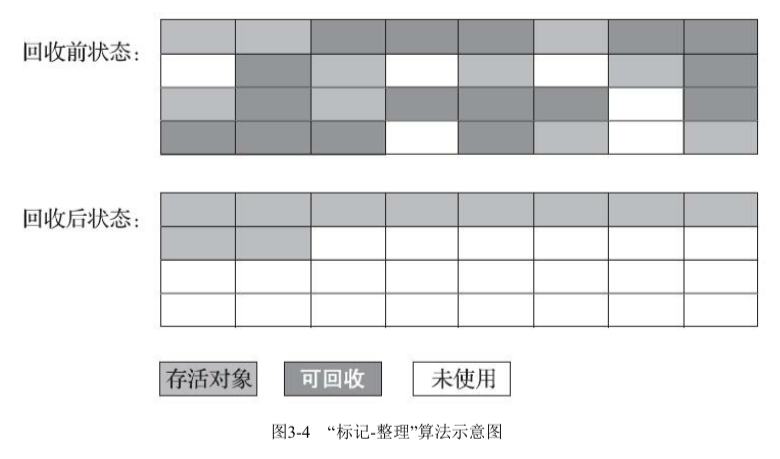 回收前状态：
回收后状态：
存活对象
可回收
未使用
图3-4 “标记-整理”算法示意图